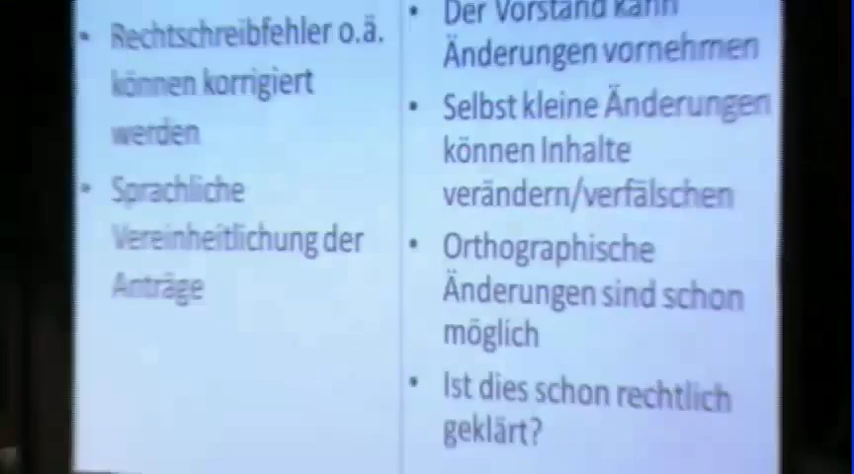 • Rechtschreibfehler o.ä.
können korrigiert
werden
• Sprachliche
Vereinheitlichung der
Anträge
• Der Vorstand kann
Änderungen vornehmen
• Selbst kleine Änderungen
können Inhalte
verändern/verfälschen
• Orthographische
Änderungen sind schon
möglich
• Ist dies schon rechtlich
geklärt?